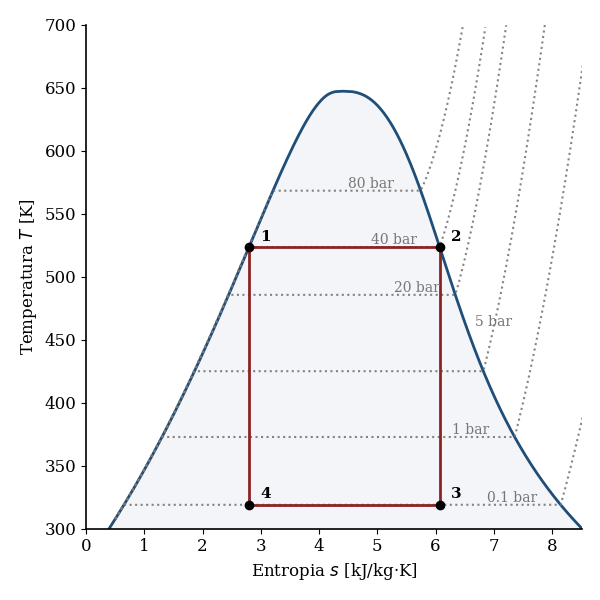 700
650
600
550
500
450
400
350
300
0 1 2 3 4 5 6 7 8
Temperatura T [K]
Entropia s [kJ/kg·K]
80 bar
1
40 bar
2
20 bar
5 bar
1 bar
4
3
0.1 bar